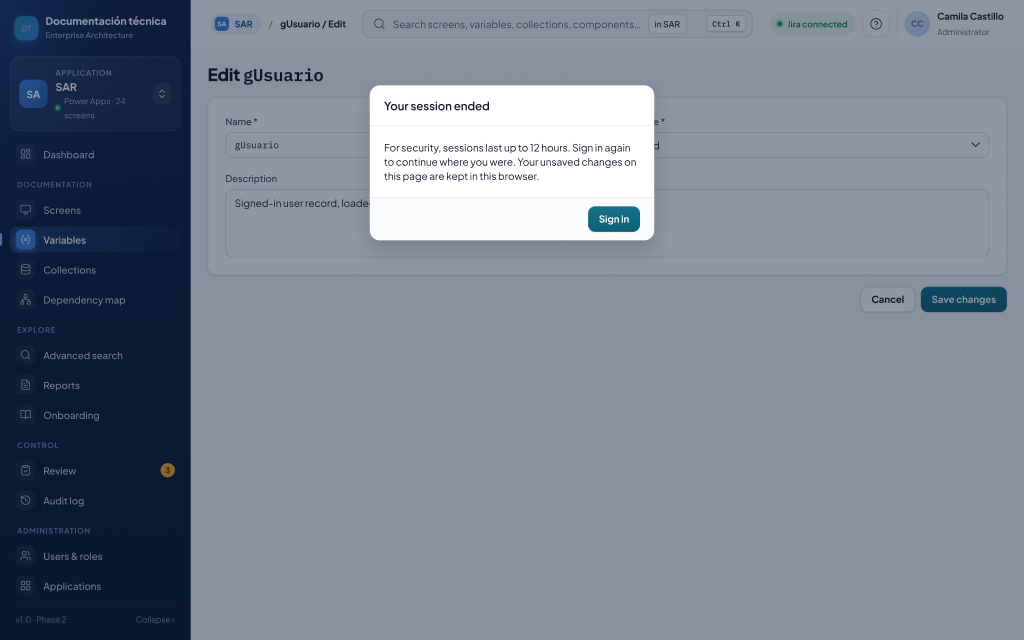 DT
Documentación técnica
Enterprise Architecture
APPLICATION
SA
SAR
Power Apps · 24 screens
Dashboard
DOCUMENTATION
Screens
(x)
Variables
Collections
Dependency map
EXPLORE
Advanced search
Reports
Onboarding
CONTROL
Review
3
Audit log
ADMINISTRATION
Users & roles
Applications
v1.0 · Phase 2
Collapse ‹
SA SAR / gUsuario / Edit
Search screens, variables, collections, components...
in SAR
Ctrl K
Jira connected
CC
Camila Castillo
Administrator
Edit gUsuario
Name *
gUsuario
Description
Signed-in user record,
Your session ended
For security, sessions last up to 12 hours. Sign in again
to continue where you were. Your unsaved changes on
this page are kept in this browser.
Sign in
Cancel
Save changes